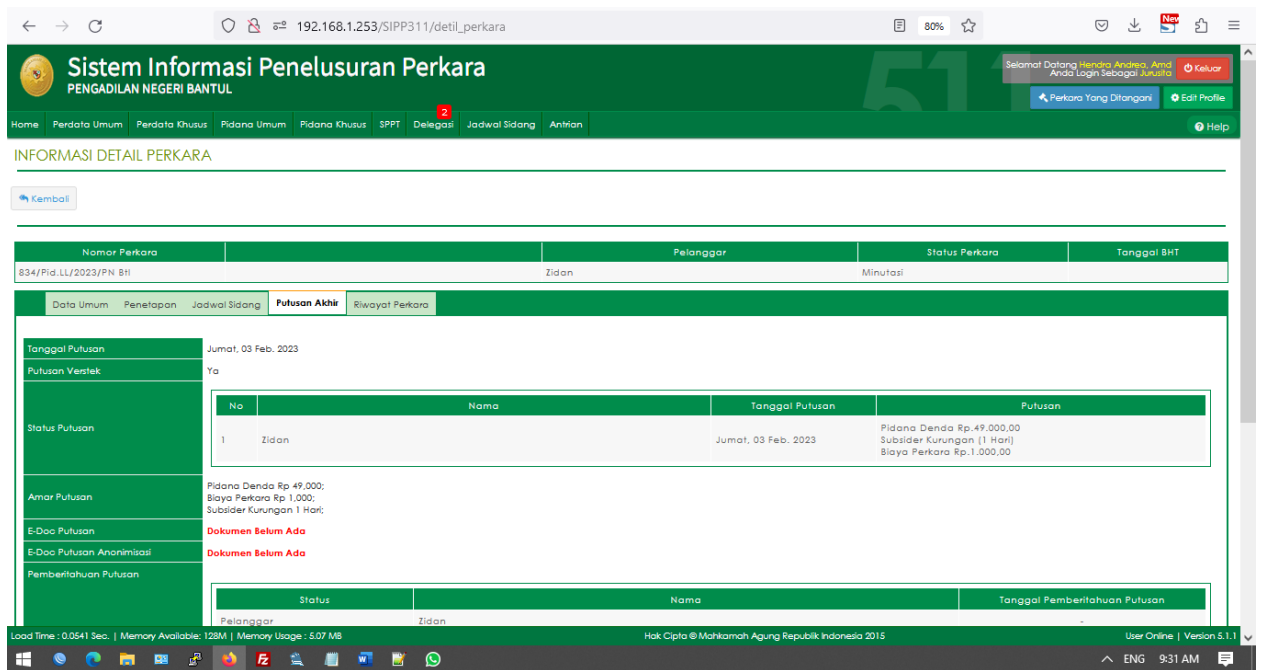 192.168.1.253/SIPP311/detil_perkara
80%
New
Sistem Informasi Penelusuran Perkara
PENGADILAN NEGERI BANTUL
511
Selamat Datang Hendra Andrea, Amd
Anda Login Sebagai Jurusita
Keluar
Perkara Yang Ditangani
Edit Profile
2
Home Perdata Umum Perdata Khusus Pidana Umum Pidana Khusus SPPT Delegasi Jadwal Sidang Antrian
Help
INFORMASI DETAIL PERKARA
Kembali
Nomor Perkara Pelanggar Status Perkara Tanggal BHT
834/Pid.LL/2023/PN Btl Zidan Minutasi
Data Umum Penetapan Jadwal Sidang Putusan Akhir Riwayat Perkara
Tanggal Putusan Jumat, 03 Feb. 2023
Putusan Verstek Ya
Status Putusan
No Nama Tanggal Putusan Putusan
1 Zidan Jumat, 03 Feb. 2023
Pidana Denda Rp.49.000,00
Subsider Kurungan (1 Hari)
Biaya Perkara Rp.1.000,00
Amar Putusan
Pidana Denda Rp 49,000;
Biaya Perkara Rp 1,000;
Subsider Kurungan 1 Hari;
E-Doc Putusan Dokumen Belum Ada
E-Doc Putusan Anonimisasi Dokumen Belum Ada
Pemberitahuan Putusan
Status Nama Tanggal Pemberitahuan Putusan
Pelanggar Zidan -
Load Time : 0.0541 Sec. | Memory Available: 128M | Memory Usage : 5.07 MB
Hak Cipta @ Mahkamah Agung Republik Indonesia 2015
User Online | Version 5.1.1
ENG 9:31 AM